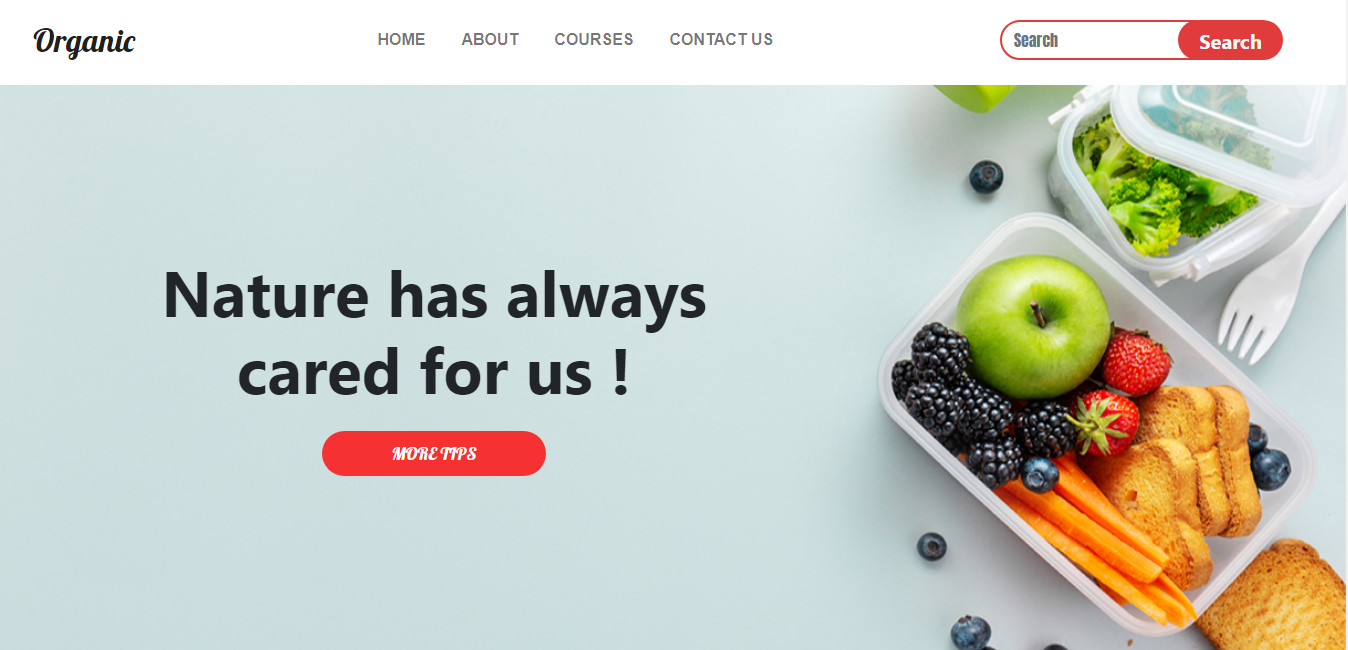 Organic
HOME
ABOUT
COURSES
CONTACT US
Search
Search
Nature has always
cared for us !
MORE TIPS